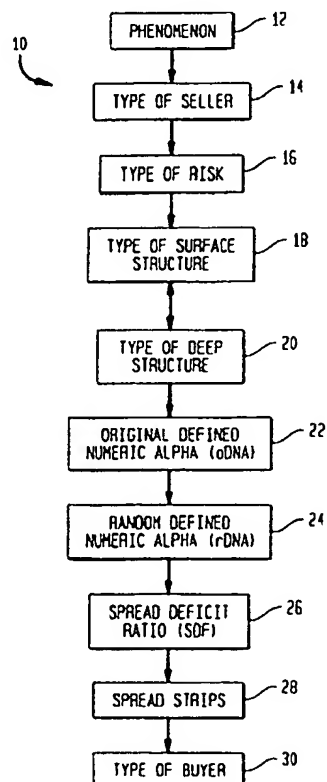 10
PHENOMENON
12
TYPE OF SELLER
14
TYPE OF RISK
16
TYPE OF SURFACE
STRUCTURE
18
TYPE OF DEEP
STRUCTURE
20
ORIGINAL DEFINED
NUMERIC ALPHA (oDNA)
22
RANDOM DEFINED
NUMERIC ALPHA (rDNA)
24
SPREAD DEFICIT
RATIO (SDF)
26
SPREAD STRIPS
28
TYPE OF BUYER
30